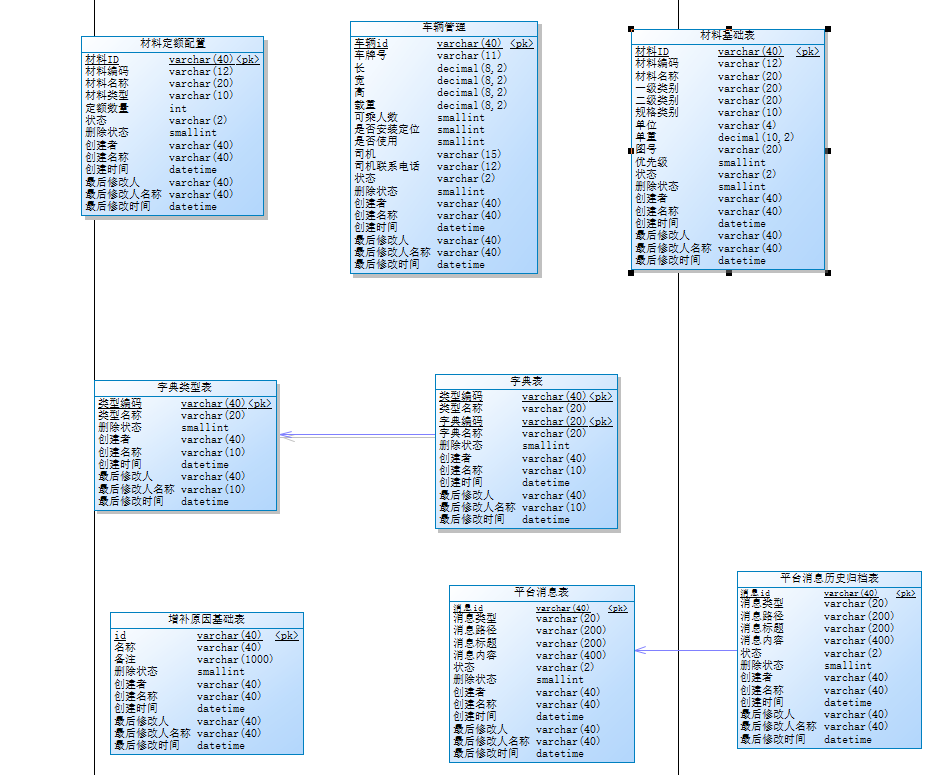 材料定额配置
材料ID varchar(40) <pk>
材料编码 varchar(12)
材料名称 varchar(20)
材料类型 varchar(10)
定额数量 int
状态 varchar(2)
删除状态 smallint
创建者 varchar(40)
创建名称 varchar(40)
创建时间 datetime
最后修改人 varchar(40)
最后修改人名称 varchar(40)
最后修改时间 datetime
车辆管理
车辆id varchar(40) <pk>
车牌号 varchar(11)
长 decimal(8,2)
宽 decimal(8,2)
高 decimal(8,2)
载重 decimal(8,2)
可乘人数 smallint
是否安装定位 smallint
是否使用 smallint
司机 varchar(15)
司机联系电话 varchar(12)
状态 varchar(2)
删除状态 smallint
创建者 varchar(40)
创建名称 varchar(40)
创建时间 datetime
最后修改人 varchar(40)
最后修改人名称 varchar(40)
最后修改时间 datetime
材料基础表
材料ID varchar(40) <pk>
材料编码 varchar(12)
材料名称 varchar(20)
一级类别 varchar(20)
二级类别 varchar(20)
规格类别 varchar(10)
单位 varchar(4)
单重 decimal(10,2)
图号 varchar(20)
优先级 smallint
状态 varchar(2)
删除状态 smallint
创建者 varchar(40)
创建名称 varchar(40)
创建时间 datetime
最后修改人 varchar(40)
最后修改人名称 varchar(40)
最后修改时间 datetime
字典类型表
类型编码 varchar(40) <pk>
类型名称 varchar(20)
删除状态 smallint
创建者 varchar(40)
创建名称 varchar(10)
创建时间 datetime
最后修改人 varchar(40)
最后修改人名称 varchar(10)
最后修改时间 datetime
字典表
类型编码 varchar(40) <pk>
类型名称 varchar(20)
字典编码 varchar(20) <pk>
字典名称 varchar(20)
删除状态 smallint
创建者 varchar(40)
创建名称 varchar(10)
创建时间 datetime
最后修改人 varchar(40)
最后修改人名称 varchar(10)
最后修改时间 datetime
增补原因基础表
id varchar(40) <pk>
名称 varchar(40)
备注 varchar(1000)
删除状态 smallint
创建者 varchar(40)
创建名称 varchar(40)
创建时间 datetime
最后修改人 varchar(40)
最后修改人名称 varchar(40)
最后修改时间 datetime
平台消息表
消息id varchar(40) <pk>
消息类型 varchar(20)
消息路径 varchar(200)
消息标题 varchar(200)
消息内容 varchar(400)
状态 varchar(2)
删除状态 smallint
创建者 varchar(40)
创建名称 varchar(40)
创建时间 datetime
最后修改人 varchar(40)
最后修改人名称 varchar(40)
最后修改时间 datetime
平台消息历史归档表
消息id varchar(40) <pk>
消息类型 varchar(20)
消息路径 varchar(200)
消息标题 varchar(200)
消息内容 varchar(400)
状态 varchar(2)
删除状态 smallint
创建者 varchar(40)
创建名称 varchar(40)
创建时间 datetime
最后修改人 varchar(40)
最后修改人名称 varchar(40)
最后修改时间 datetime